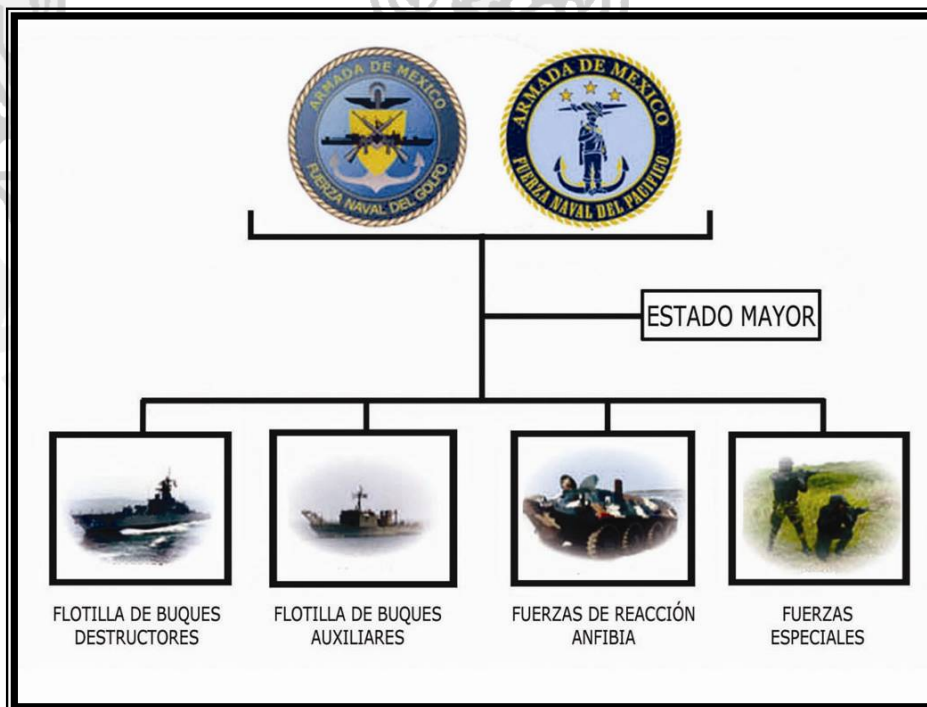 ARMADA DE MEXICO
FUERZA NAVAL DEL GOLFO
ARMADA DE MEXICO
FUERZA NAVAL DEL PACIFICO
ESTADO MAYOR
FLOTILLA DE BUQUES
DESTRUCTORES
FLOTILLA DE BUQUES
AUXILIARES
FUERZAS DE REACCIÓN
ANFIBIA
FUERZAS
ESPECIALES